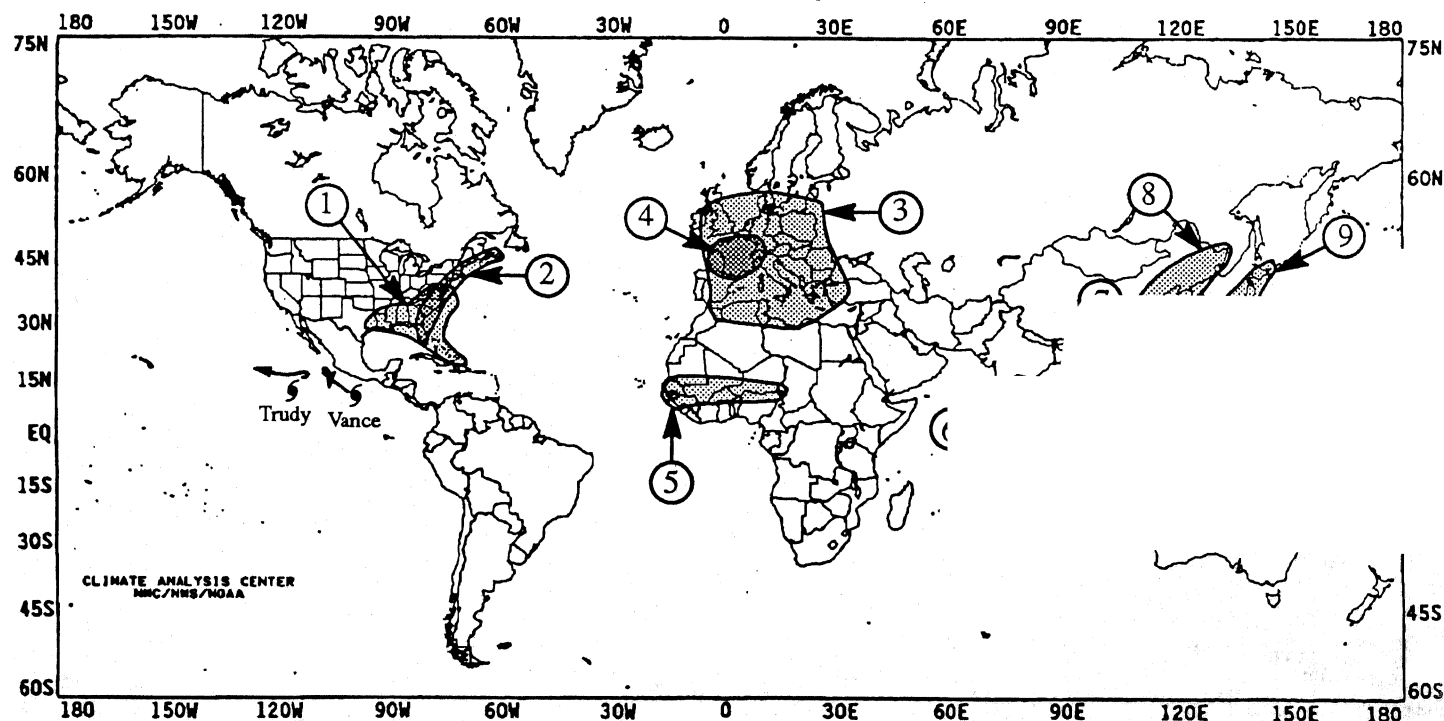 180 150W 120W 90W 60W 30W 0 30E 60E 90E 120E 150E 180
75N 75N
60N 60N
8
1
4 3
9
45N
2
30N
15N
Trudy Vance
EQ
5
15S
30S
CLIMATE ANALYSIS CENTER
NMC/NWS/NOAA
45S 45S
60S 60S
180 150W 120W 90W 60W 30W 0 30E 60E 90E 120E 150E 180